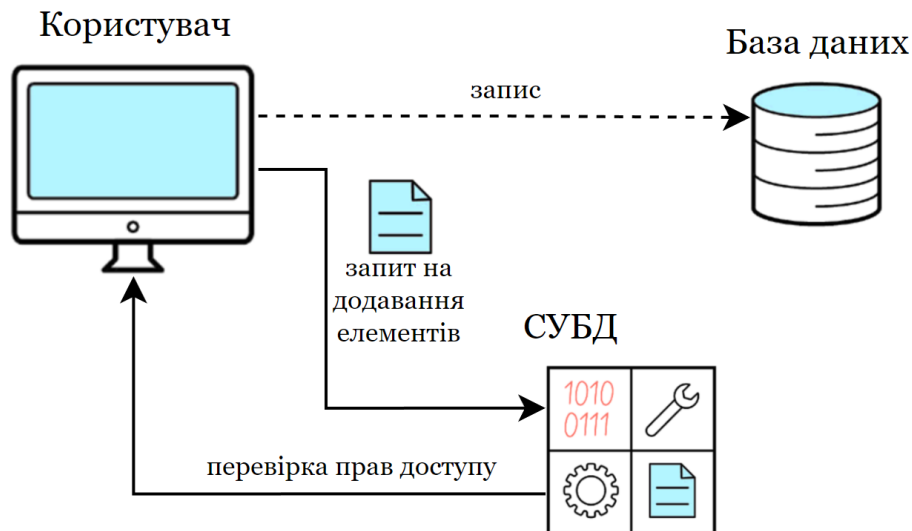 Користувач
База даних
запис
запит на
додавання
елементів
СУБД
1010
0111
перевірка прав доступу